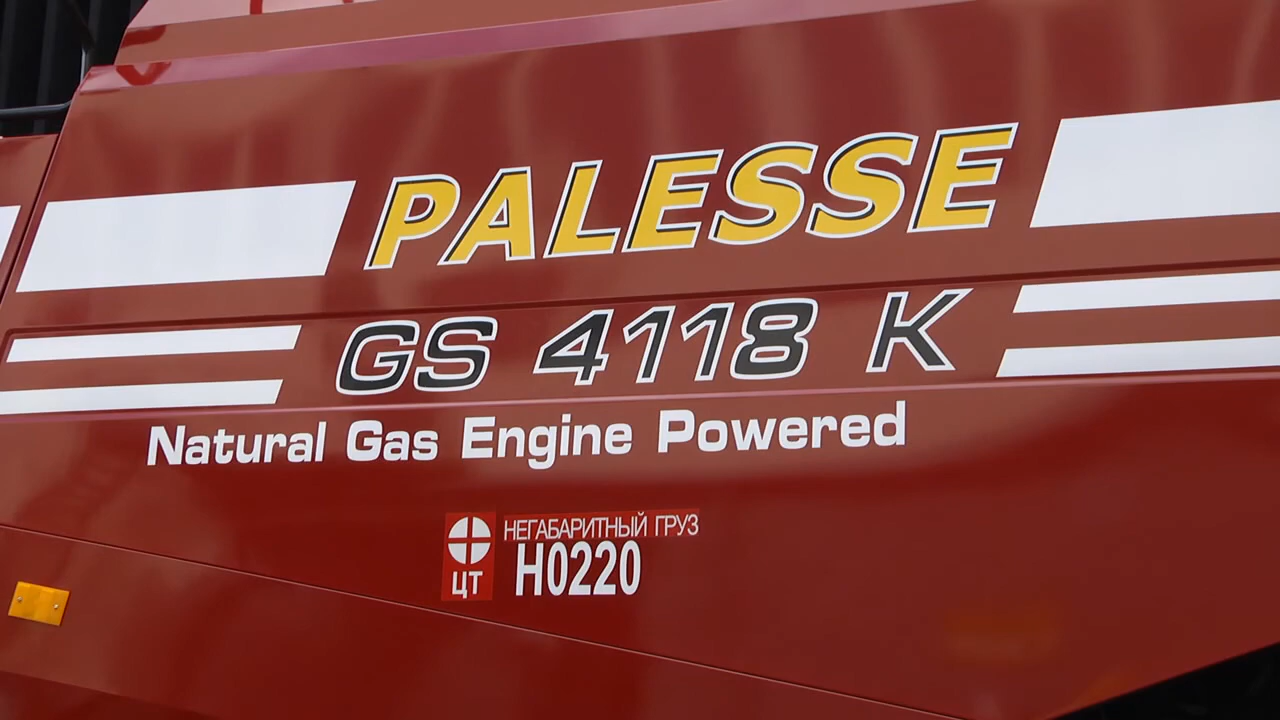 PALESSE
GS 4118 K
Natural Gas Engine Powered
НЕГАБАРИТНЫЙ ГРУЗ
Н0220
ЦТ